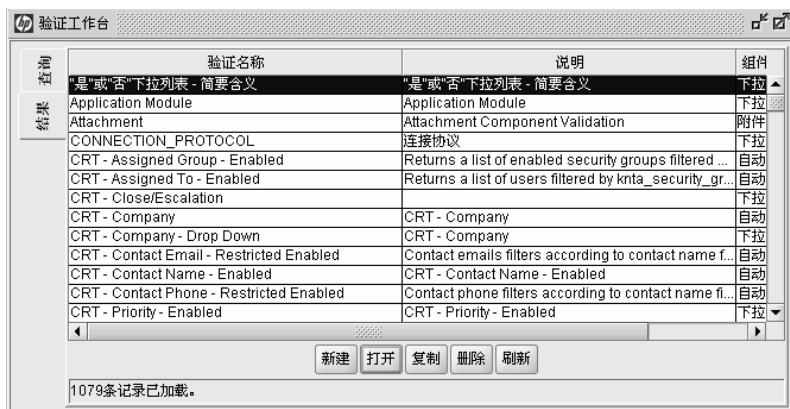 验证工作台
查询
结果
验证名称 说明 组件
"是"或"否"下拉列表 - 简要含义 "是"或"否"下拉列表 - 简要含义 下拉
Application Module Application Module 下拉
Attachment Attachment Component Validation 附件
CONNECTION_PROTOCOL 连接协议 下拉
CRT - Assigned Group - Enabled Returns a list of enabled security groups filtered ... 自动
CRT - Assigned To - Enabled Returns a list of users filtered by knta_security_gr... 自动
CRT - Close/Escalation 下拉
CRT - Company CRT - Company 自动
CRT - Company - Drop Down CRT - Company 下拉
CRT - Contact Email - Restricted Enabled Contact emails filters according to contact name f... 自动
CRT - Contact Name - Enabled CRT - Contact Name - Enabled 自动
CRT - Contact Phone - Restricted Enabled Contact phone filters according to contact name fi... 自动
CRT - Priority - Enabled CRT - Priority - Enabled 下拉
新建 打开 复制 删除 刷新
1079条记录已加载。